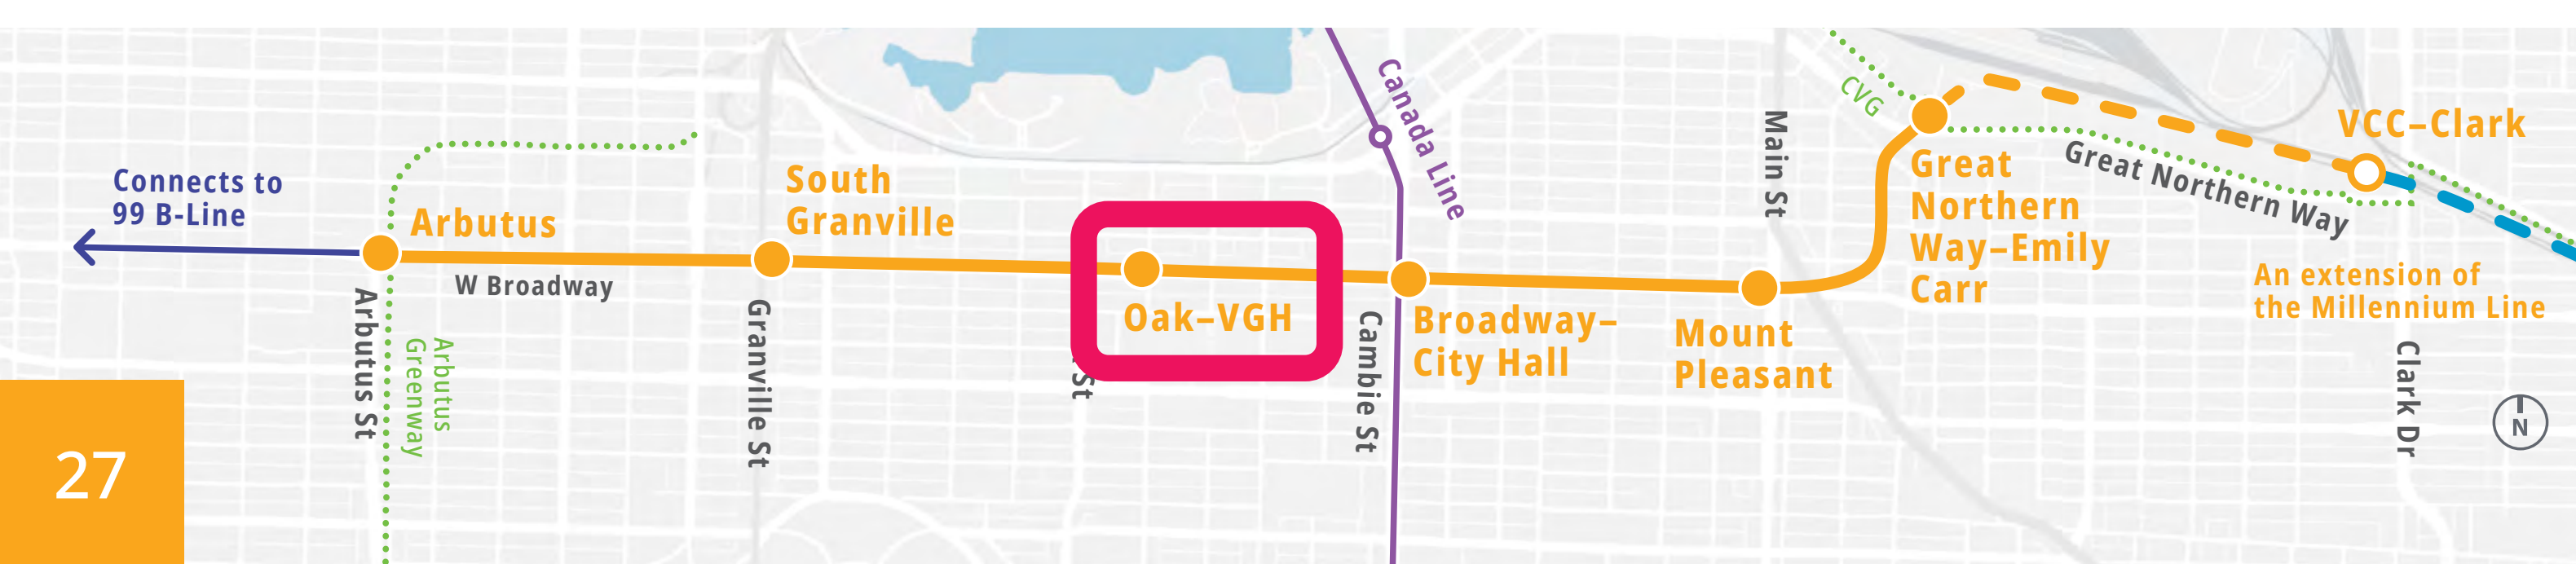 Connects to
99 B-Line
Arbutus
W Broadway
Arbutus St
Arbutus
Greenway
South
Granville
Granville St
Oak–VGH
St
Canada Line
Cambie St
Broadway–
City Hall
Main St
Mount
Pleasant
CVG
Great
Northern
Way–Emily
Carr
Great Northern Way
VCC–Clark
An extension of
the Millennium Line
Clark Dr
N
27